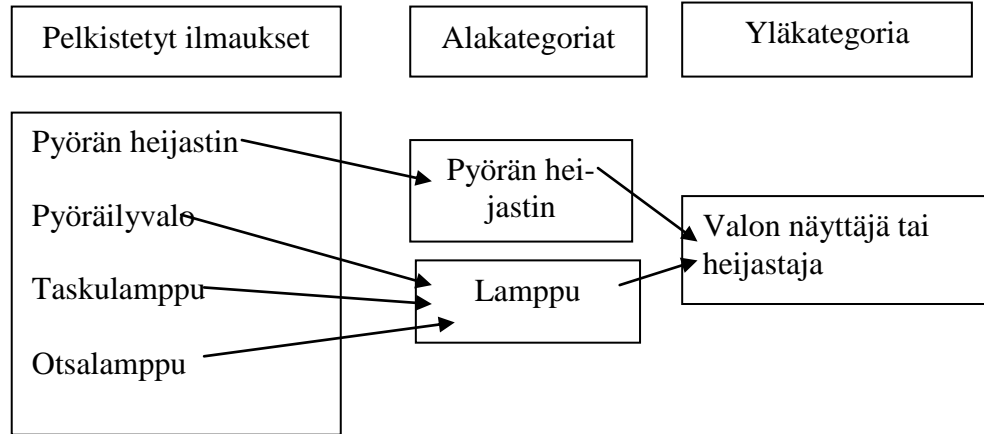 Pelkistetyt ilmaukset
Alakategoriat
Yläkategoria
Pyörän heijastin
Pyöräilyvalo
Taskulamppu
Otsalamppu
Pyörän hei-
jastin
Lamppu
Valon näyttäjä tai
heijastaja